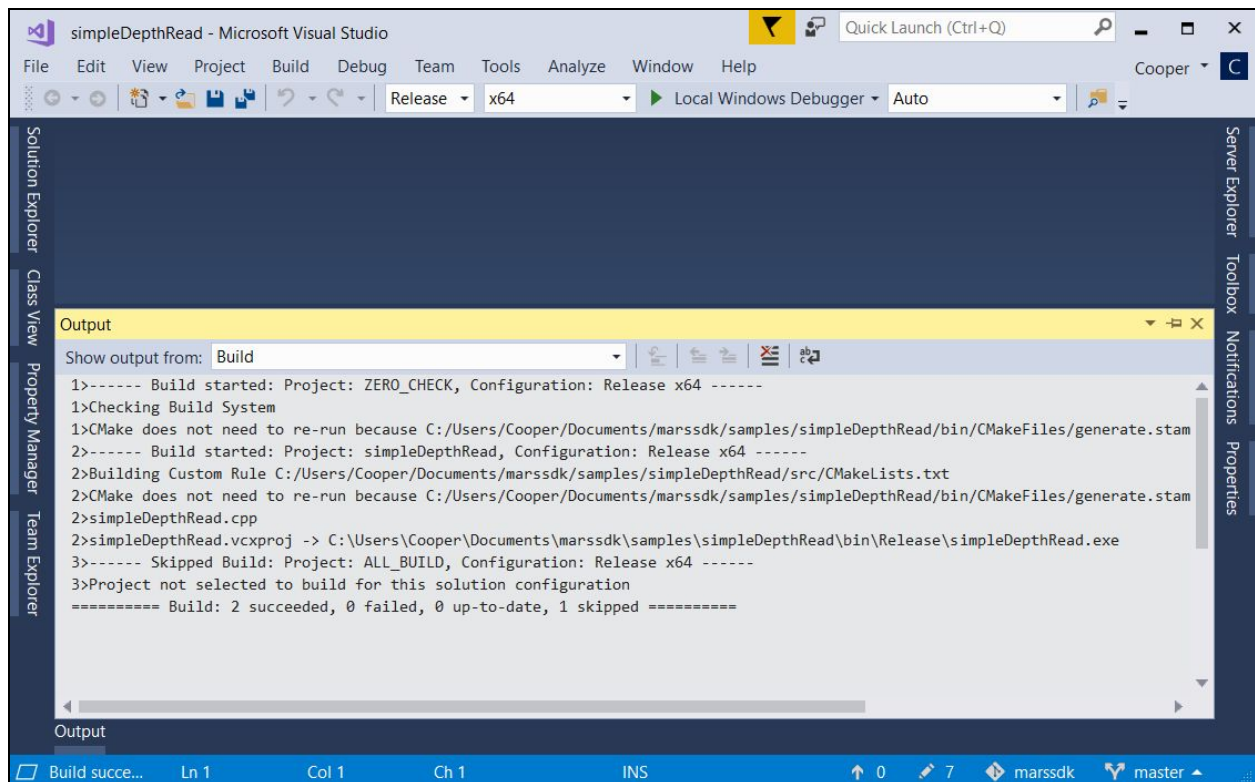 simpleDepthRead - Microsoft Visual Studio
Quick Launch (Ctrl+Q)
File Edit View Project Build Debug Team Tools Analyze Window Help
Cooper C
Release x64 Local Windows Debugger Auto
Solution Explorer
Class View
Property Manager
Team Explorer
Output
Show output from: Build
1>------ Build started: Project: ZERO_CHECK, Configuration: Release x64 ------
1>Checking Build System
1>CMake does not need to re-run because C:/Users/Cooper/Documents/marssdk/samples/simpleDepthRead/bin/CMakeFiles/generate.stam
2>------ Build started: Project: simpleDepthRead, Configuration: Release x64 ------
2>Building Custom Rule C:/Users/Cooper/Documents/marssdk/samples/simpleDepthRead/src/CMakeLists.txt
2>CMake does not need to re-run because C:/Users/Cooper/Documents/marssdk/samples/simpleDepthRead/bin/CMakeFiles/generate.stam
2>simpleDepthRead.cpp
2>simpleDepthRead.vcxproj -> C:\Users\Cooper\Documents\marssdk\samples\simpleDepthRead\bin\Release\simpleDepthRead.exe
3>------ Skipped Build: Project: ALL_BUILD, Configuration: Release x64 ------
3>Project not selected to build for this solution configuration
========== Build: 2 succeeded, 0 failed, 0 up-to-date, 1 skipped ==========
Server Explorer
Toolbox
Notifications
Properties
Output
Build succe... Ln 1 Col 1 Ch 1 INS 0 7 marssdk master